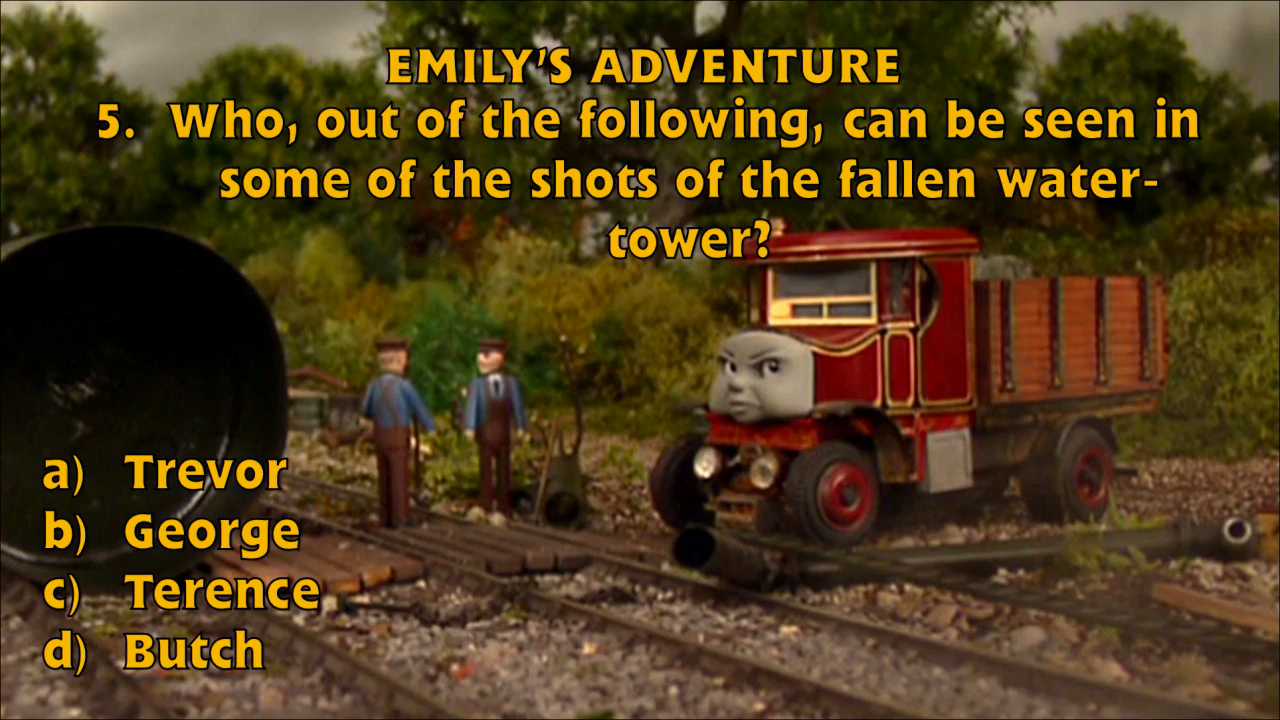 EMILY'S ADVENTURE
5. Who, out of the following, can be seen in
some of the shots of the fallen water-
tower?
a) Trevor
b) George
c) Terence
d) Butch